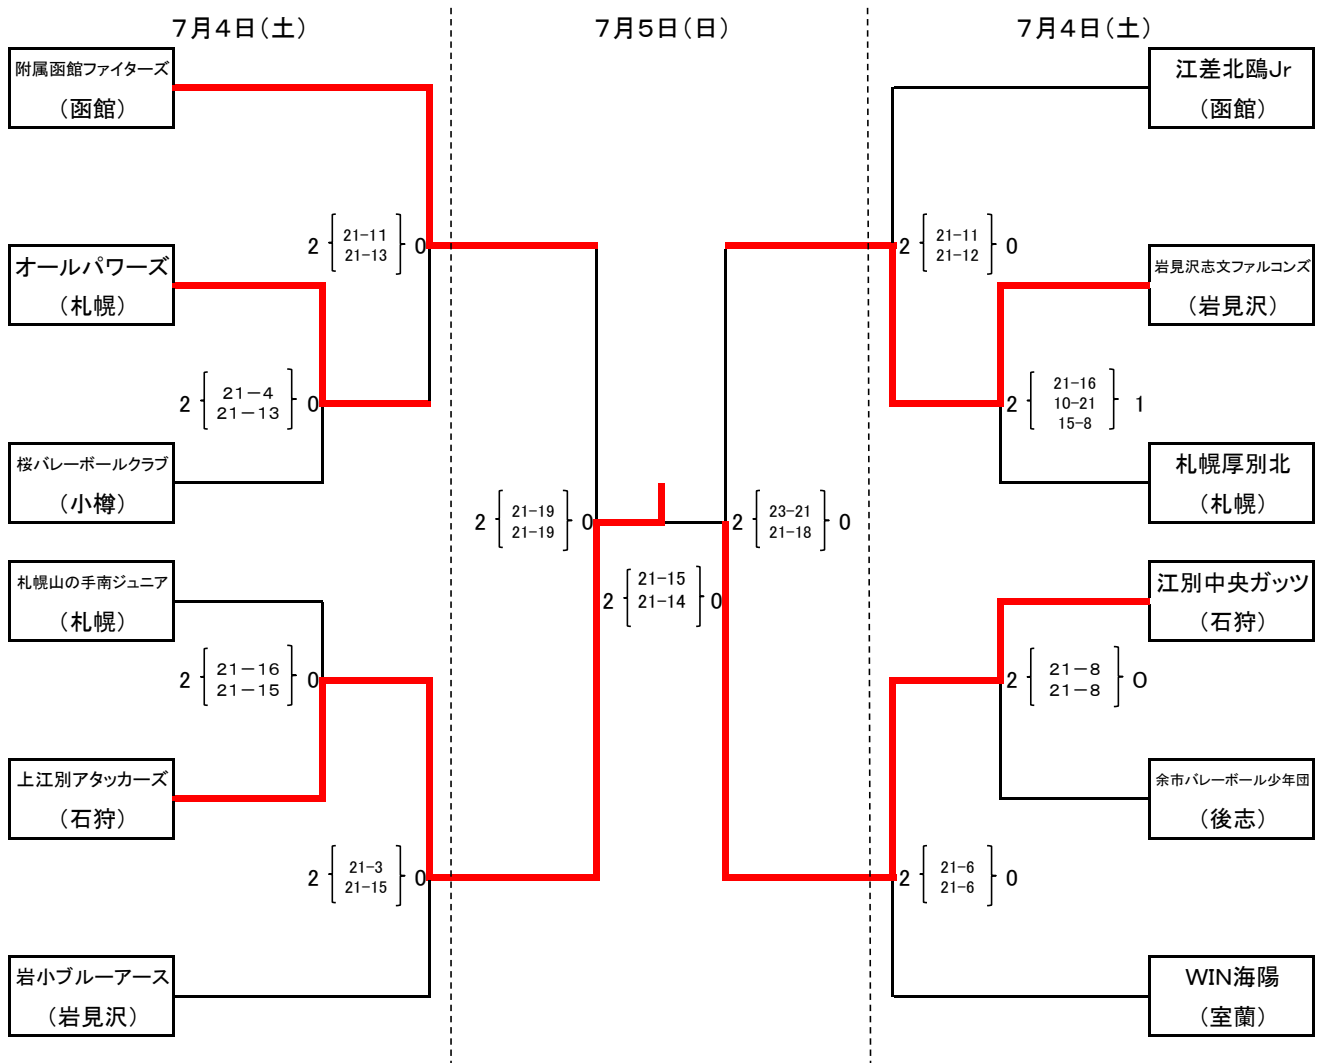 7月4日(土)
7月5日(日)
7月4日(土)
附属函館ファイターズ
(函館)
江差北鴎Jr
(函館)
2 21-11 0
21-13
2 21-11 0
21-12
オールパワーズ
(札幌)
岩見沢志文ファルコンズ
(岩見沢)
2 21-4 0
21-13
2 21-16 1
10-21
15-8
桜バレーボールクラブ
(小樽)
札幌厚別北
(札幌)
2 21-19 0
21-19
2 23-21 0
21-18
2 21-15 0
21-14
札幌山の手南ジュニア
(札幌)
江別中央ガッツ
(石狩)
2 21-16 0
21-15
2 21-8 0
21-8
上江別アタッカーズ
(石狩)
余市バレーボール少年団
(後志)
2 21-3 0
21-15
2 21-6 0
21-6
岩小ブルーアース
(岩見沢)
WIN海陽
(室蘭)